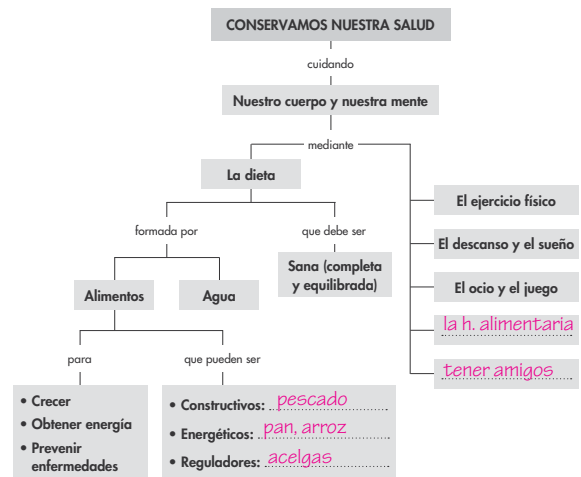 CONSERVAMOS NUESTRA SALUD
cuidando
Nuestro cuerpo y nuestra mente
mediante
La dieta
El ejercicio físico
formada por
que debe ser
El descanso y el sueño
Sana (completa
y equilibrada)
Alimentos
Agua
El ocio y el juego
la h. alimentaria
para
que pueden ser
tener amigos
• Crecer
• Obtener energía
• Prevenir
enfermedades
• Constructivos: pescado
• Energéticos: pan, arroz
• Reguladores: acelgas